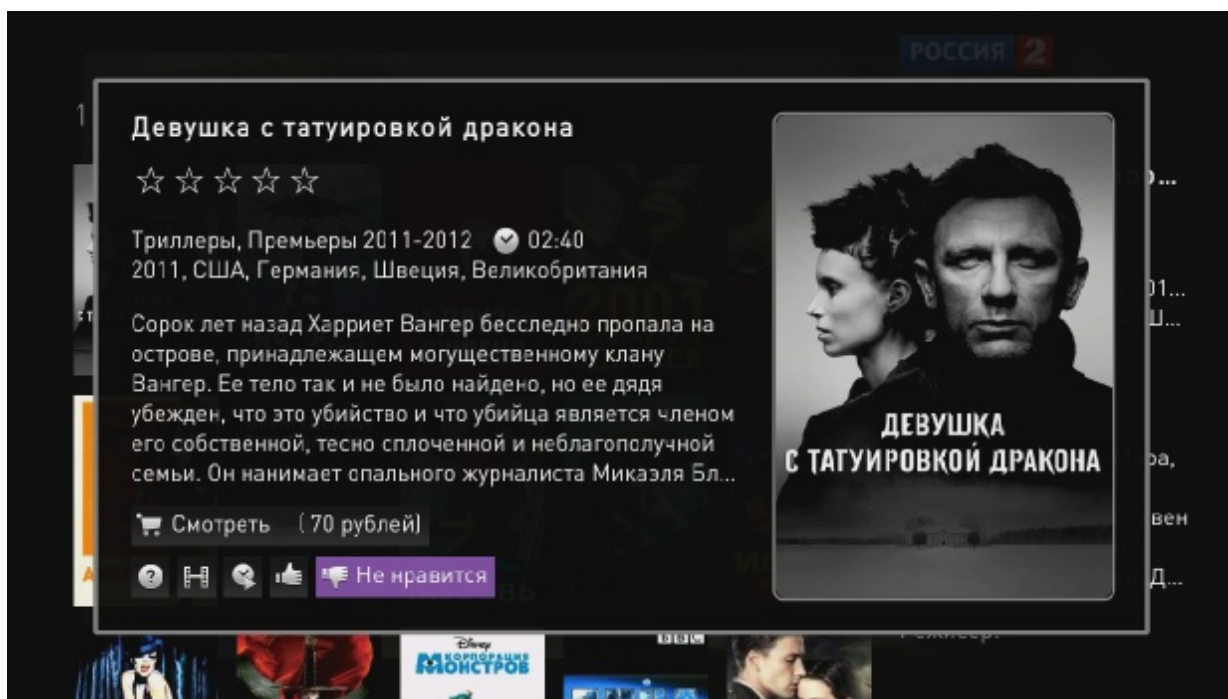 РОССИЯ 2
1
Девушка с татуировкой дракона
Триллеры, Премьеры 2011-2012 02:40
2011, США, Германия, Швеция, Великобритания
Сорок лет назад Харриет Вангер бесследно пропала на
острове, принадлежащем могущественному клану
Вангер. Ее тело так и не было найдено, но ее дядя
убежден, что это убийство и что убийца является членом
его собственной, тесно сплоченной и неблагополучной
семьи. Он нанимает опального журналиста Микаэля Бл...
Смотреть (70 рублей)
? Не нравится
ДЕВУШКА
С ТАТУИРОВКОЙ ДРАКОНА
2001
вен
Д...
Режиссер:
Disney
КОРПОРАЦИЯ
МОНСТРОВ
BBC